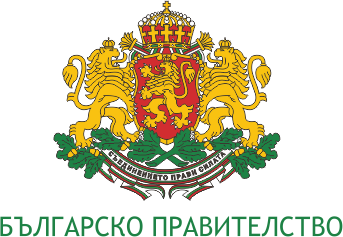 СЪЕДИНЕНИЕТО ПРАВИ СИЛАТА
БЪЛГАРСКО ПРАВИТЕЛСТВО